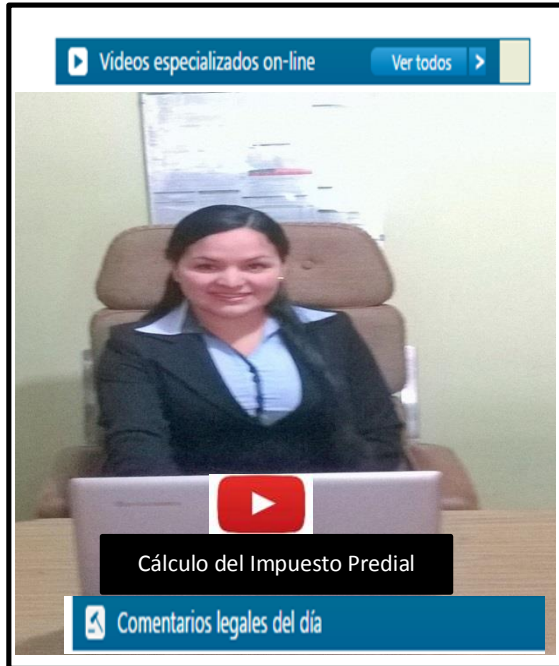 Videos especializados on-line
Ver todos >
Cálculo del Impuesto Predial
Comentarios legales del día